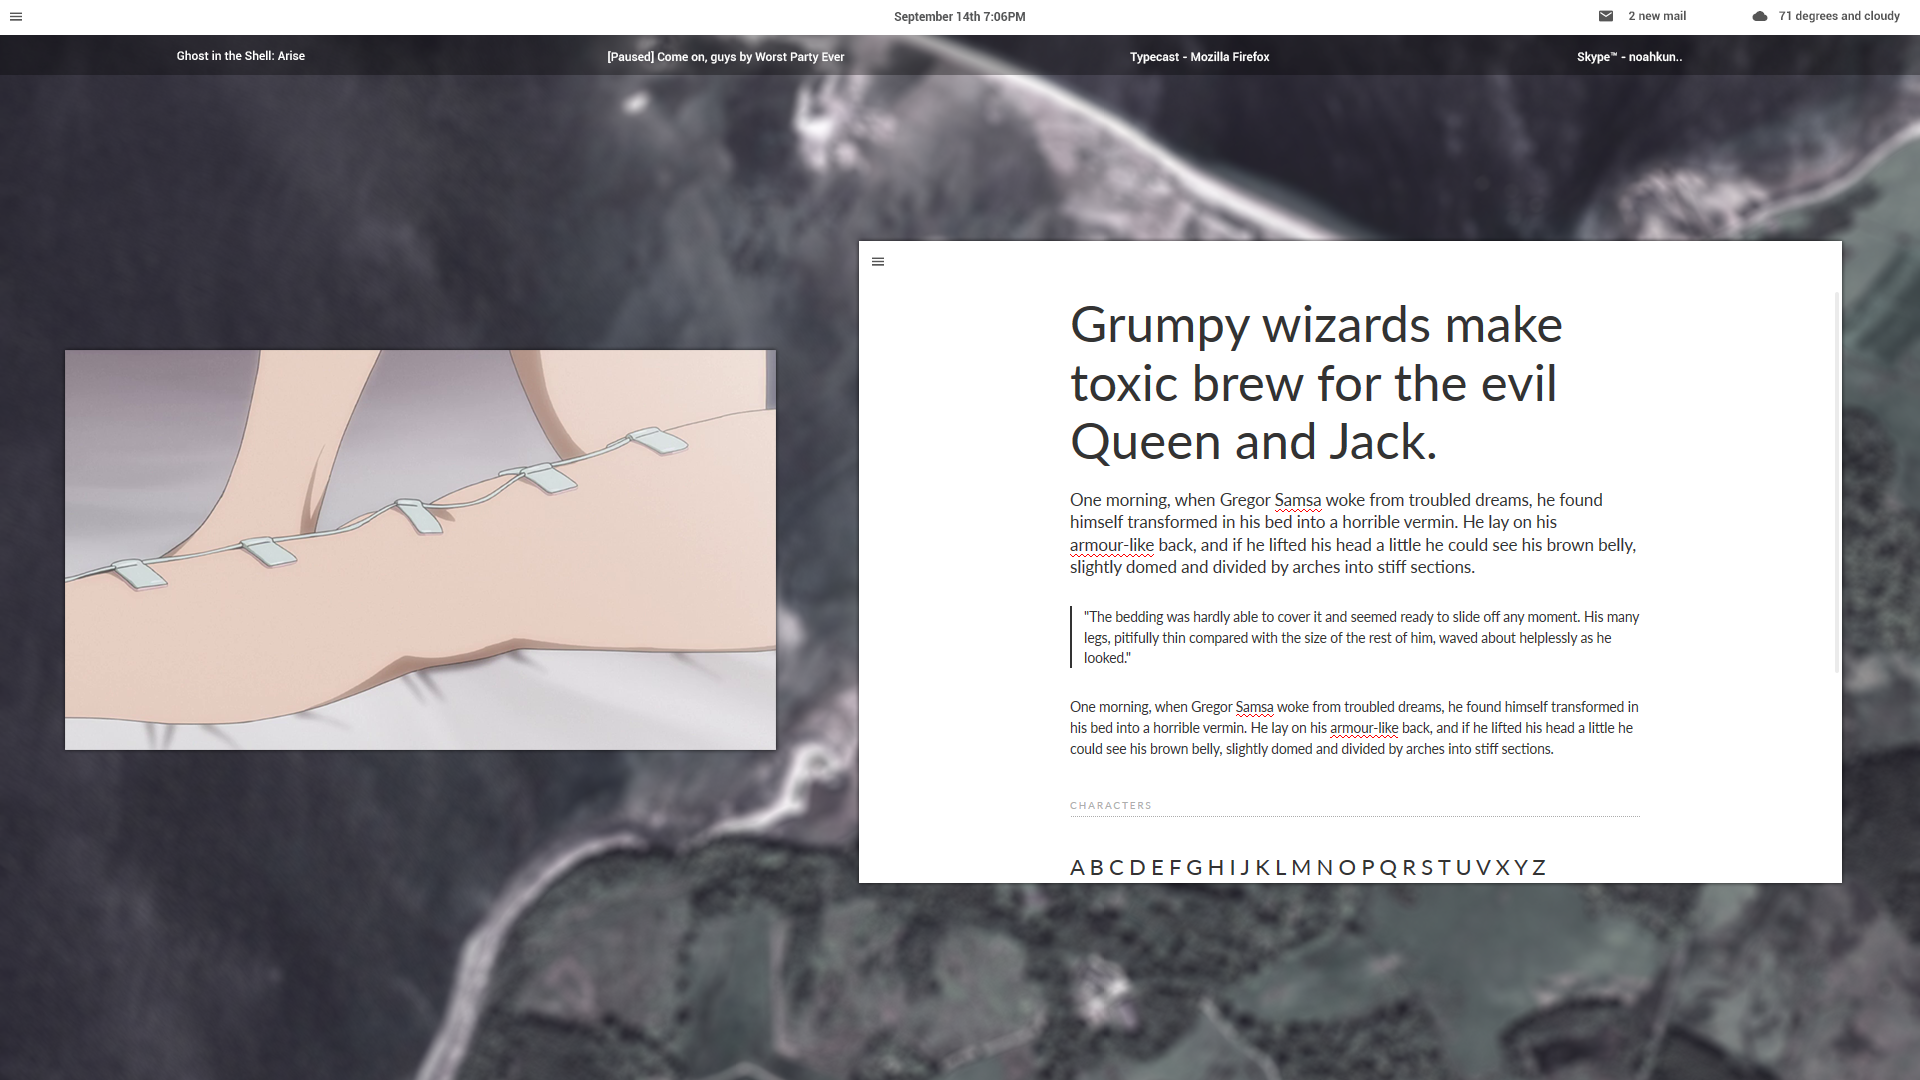 September 14th 7:06PM
2 new mail
71 degrees and cloudy
Ghost in the Shell: Arise
[Paused] Come on, guys by Worst Party Ever
Typecast - Mozilla Firefox
Skype™ - noahkun..
Grumpy wizards make
toxic brew for the evil
Queen and Jack.
One morning, when Gregor Samsa woke from troubled dreams, he found
himself transformed in his bed into a horrible vermin. He lay on his
armour-like back, and if he lifted his head a little he could see his brown belly,
slightly domed and divided by arches into stiff sections.
"The bedding was hardly able to cover it and seemed ready to slide off any moment. His many
legs, pitifully thin compared with the size of the rest of him, waved about helplessly as he
looked."
One morning, when Gregor Samsa woke from troubled dreams, he found himself transformed in
his bed into a horrible vermin. He lay on his armour-like back, and if he lifted his head a little he
could see his brown belly, slightly domed and divided by arches into stiff sections.
CHARACTERS
A B C D E F G H I J K L M N O P Q R S T U V X Y Z